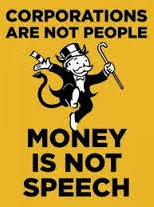 CORPORATIONS
ARE NOT PEOPLE
MONEY
IS NOT
SPEECH